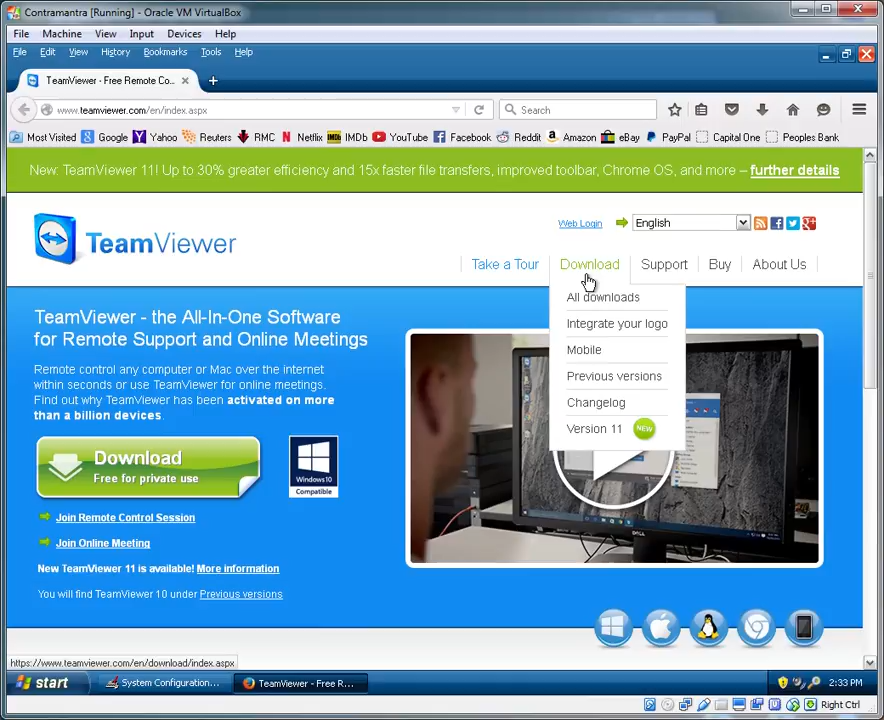 Contramantra [Running] - Oracle VM VirtualBox
File Machine View Input Devices Help
File Edit View History Bookmarks Tools Help
TeamViewer - Free Remote Co...
www.teamviewer.com/en/index.aspx
Search
Most Visited Google Yahoo Reuters RMC Netflix IMDb YouTube Facebook Reddit Amazon eBay PayPal Capital One Peoples Bank
New: TeamViewer 11! Up to 30% greater efficiency and 15x faster file transfers, improved toolbar, Chrome OS, and more – further details
Web Login English
TeamViewer
Take a Tour Download Support Buy About Us
All downloads
Integrate your logo
Mobile
Previous versions
Changelog
Version 11 NEW
TeamViewer - the All-In-One Software
for Remote Support and Online Meetings
Remote control any computer or Mac over the internet
within seconds or use TeamViewer for online meetings.
Find out why TeamViewer has been activated on more
than a billion devices.
Download
Free for private use
Windows 10
Compatible
Join Remote Control Session
Join Online Meeting
New TeamViewer 11 is available! More information
You will find TeamViewer 10 under Previous versions
DELL
https://www.teamviewer.com/en/download/index.aspx
start System Configuration... TeamViewer - Free R... 2:33 PM
Right Ctrl